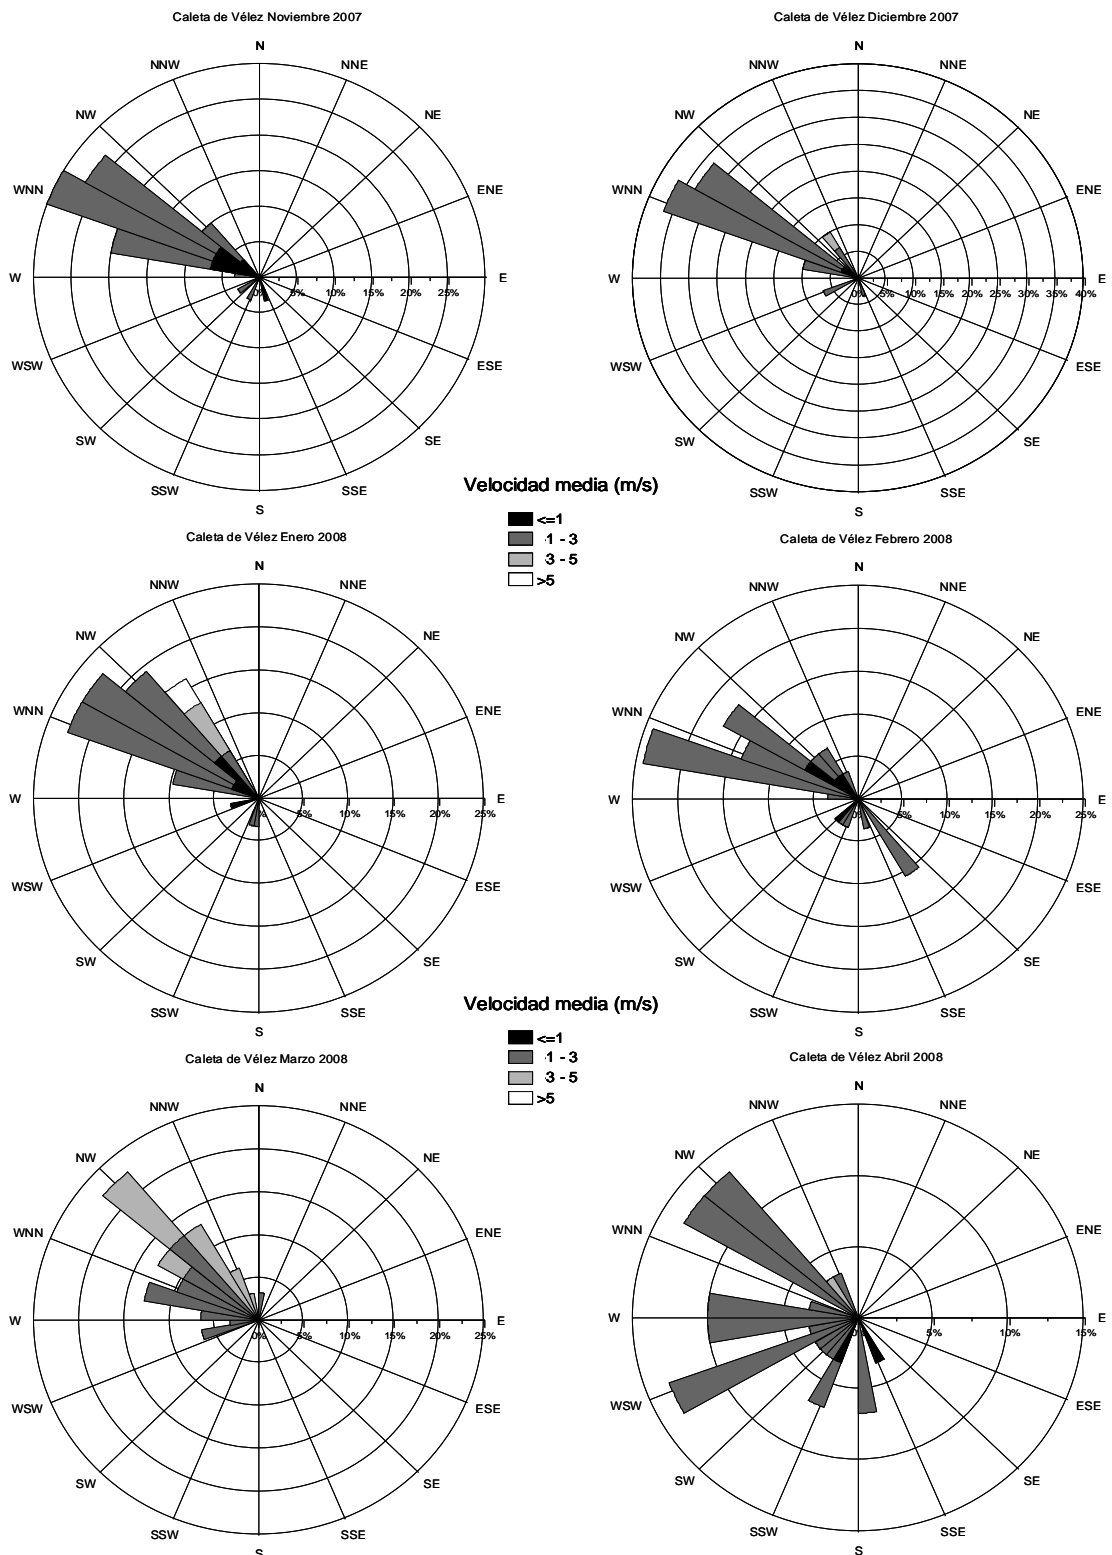 Caleta de Vélez Noviembre 2007
N
NNW
NNE
NW
NE
WNN
ENE
W
0%
5%
10%
15%
20%
25%
E
WSW
ESE
SW
SE
SSW
SSE
S
Caleta de Vélez Diciembre 2007
N
NNW
NNE
NW
NE
WNN
ENE
W
0%
5%
10%
15%
20%
25%
30%
35%
40%
E
WSW
ESE
SW
SE
SSW
SSE
S
Velocidad media (m/s)
<=1
1 - 3
3 - 5
>5
Caleta de Vélez Enero 2008
N
NNW
NNE
NW
NE
WNN
ENE
W
%
5%
10%
15%
20%
25%
E
WSW
ESE
SW
SE
SSW
SSE
S
Caleta de Vélez Febrero 2008
N
NNW
NNE
NW
NE
WNN
ENE
W
0%
5%
10%
15%
20%
25%
E
WSW
ESE
SW
SE
SSW
SSE
S
Velocidad media (m/s)
<=1
1 - 3
3 - 5
>5
Caleta de Vélez Marzo 2008
N
NNW
NNE
NW
NE
WNN
ENE
W
0%
5%
10%
15%
20%
25%
E
WSW
ESE
SW
SE
SSW
SSE
S
Caleta de Vélez Abril 2008
N
NNW
NNE
NW
NE
WNN
ENE
W
0%
5%
10%
15%
E
WSW
ESE
SW
SE
SSW
SSE
S